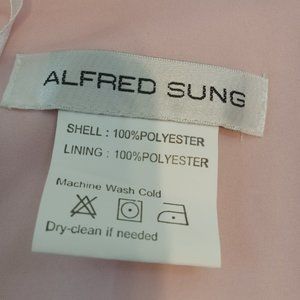 ALFRED SUNG
SHELL : 100%POLYESTER
LINING : 100%POLYESTER
Machine Wash Cold
Dry-clean if needed